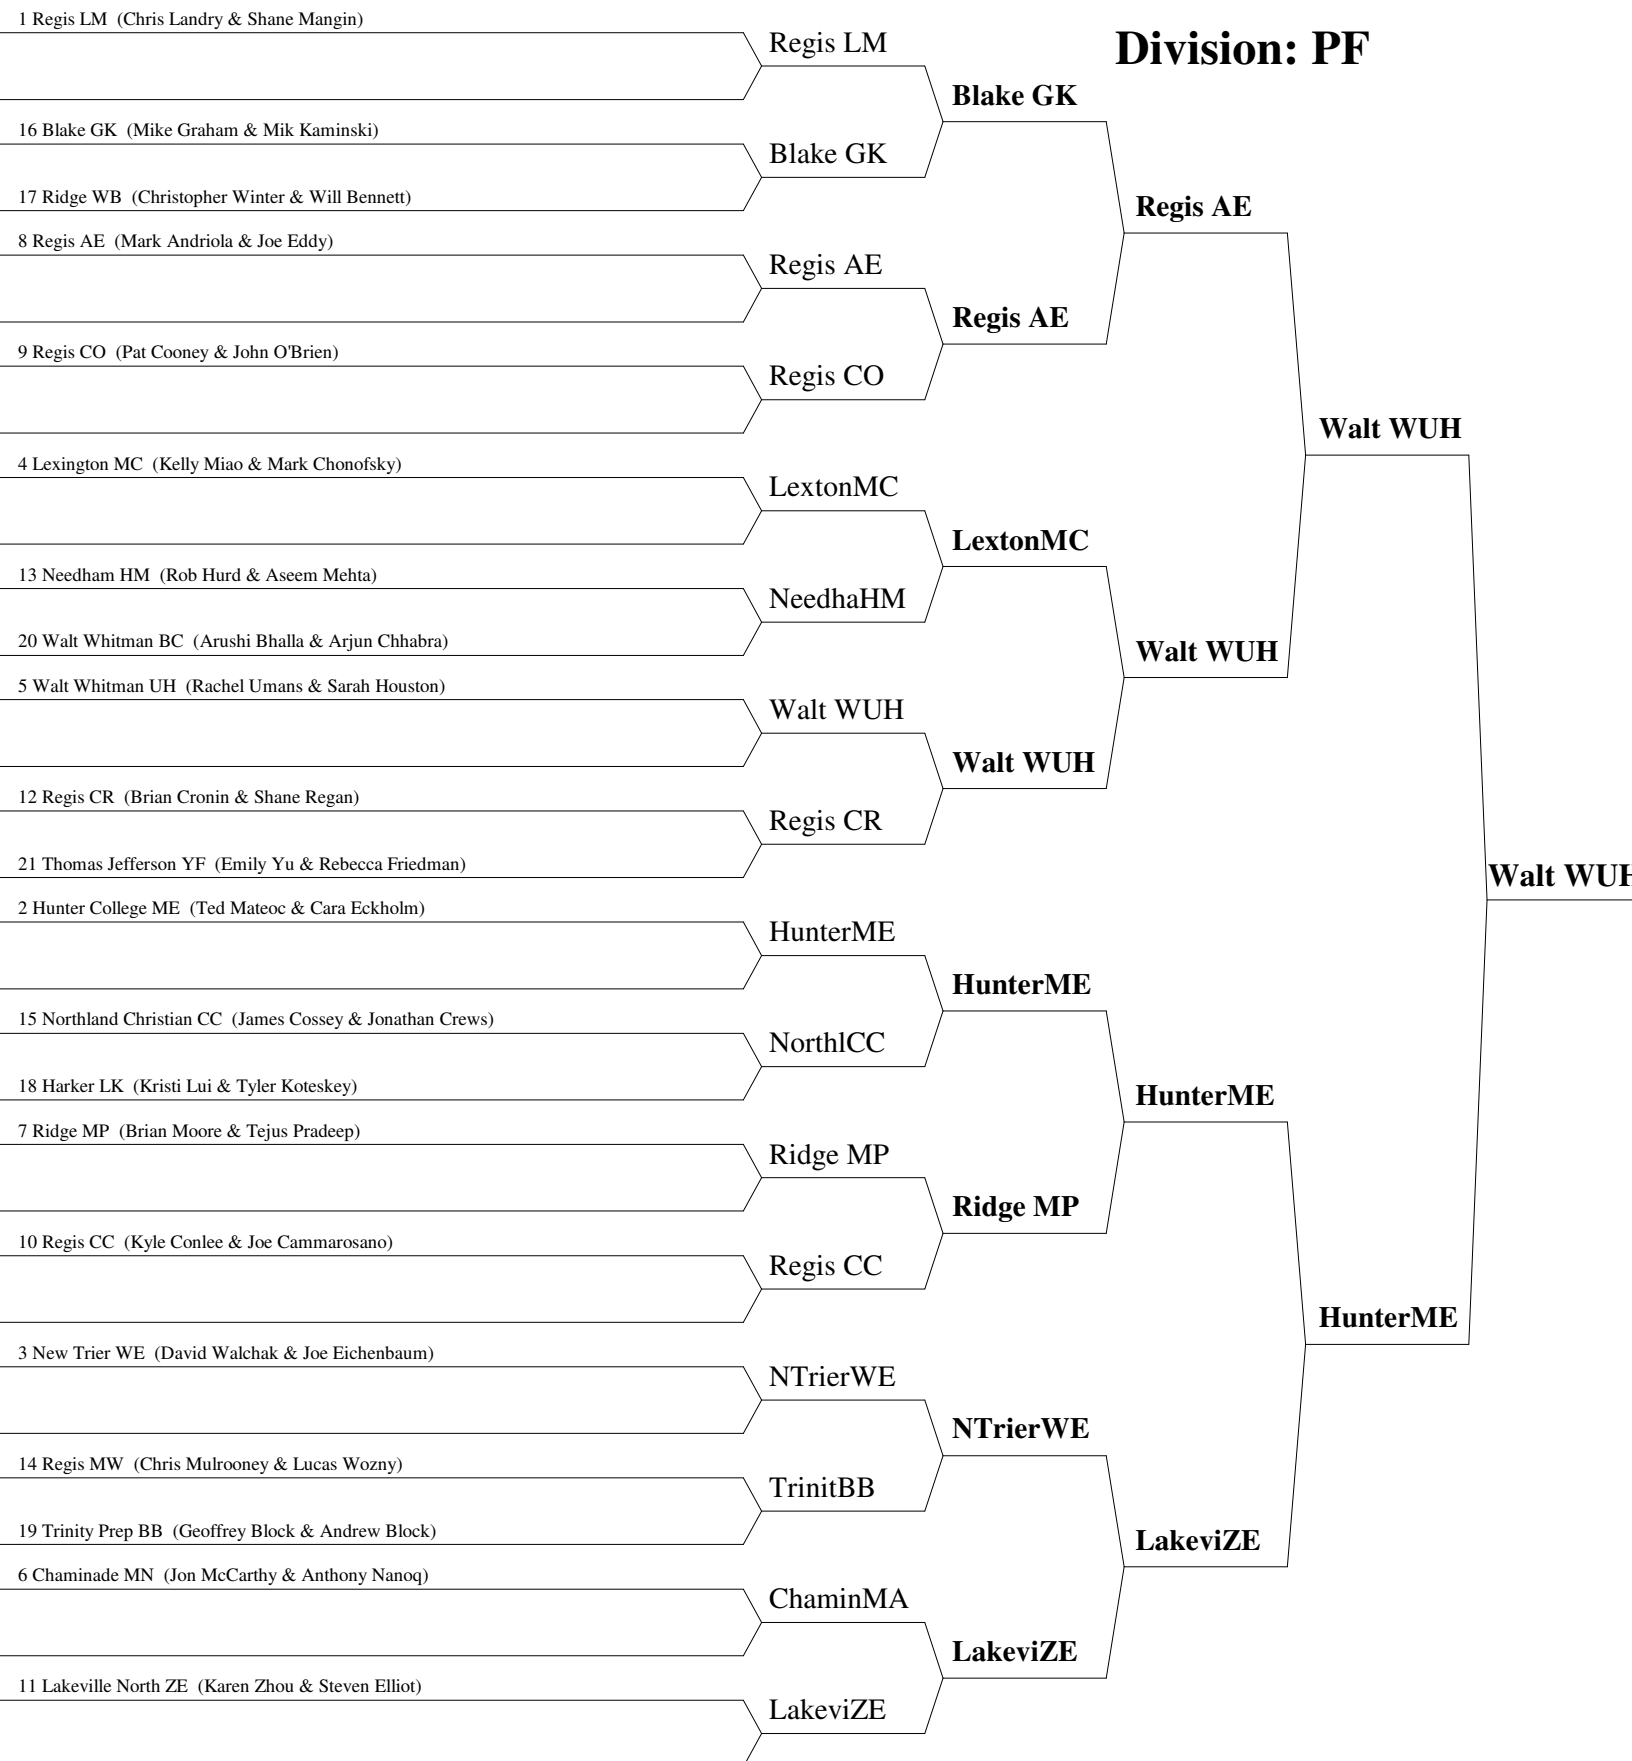 1 Regis LM (Chris Landry & Shane Mangin)
Regis LM
Division: PF
Blake GK
16 Blake GK (Mike Graham & Mik Kaminski)
Blake GK
17 Ridge WB (Christopher Winter & Will Bennett)
Regis AE
8 Regis AE (Mark Andriola & Joe Eddy)
Regis AE
Regis AE
9 Regis CO (Pat Cooney & John O'Brien)
Regis CO
Walt WUH
4 Lexington MC (Kelly Miao & Mark Chonofsky)
LextonMC
LextonMC
13 Needham HM (Rob Hurd & Aseem Mehta)
NeedhaHM
20 Walt Whitman BC (Arushi Bhalla & Arjun Chhabra)
Walt WUH
5 Walt Whitman UH (Rachel Umans & Sarah Houston)
Walt WUH
Walt WUH
12 Regis CR (Brian Cronin & Shane Regan)
Regis CR
21 Thomas Jefferson YF (Emily Yu & Rebecca Friedman)
Walt WUH
2 Hunter College ME (Ted Mateoc & Cara Eckholm)
HunterME
HunterME
15 Northland Christian CC (James Cossey & Jonathan Crews)
NorthlCC
18 Harker LK (Kristi Lui & Tyler Koteskey)
HunterME
7 Ridge MP (Brian Moore & Tejus Pradeep)
Ridge MP
Ridge MP
10 Regis CC (Kyle Conlee & Joe Cammarosano)
Regis CC
HunterME
3 New Trier WE (David Walchak & Joe Eichenbaum)
NTrierWE
NTrierWE
14 Regis MW (Chris Mulrooney & Lucas Wozny)
TrinitBB
19 Trinity Prep BB (Geoffrey Block & Andrew Block)
LakeviZE
6 Chaminade MN (Jon McCarthy & Anthony Nanoq)
ChaminMA
LakeviZE
11 Lakeville North ZE (Karen Zhou & Steven Elliot)
LakeviZE